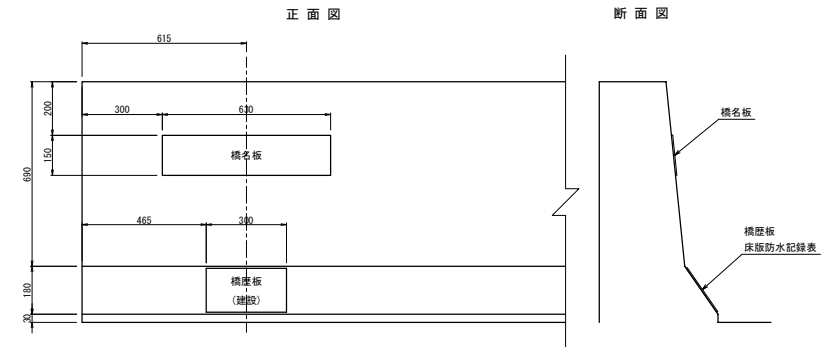 正面図
断面図
615
300
630
200
150
橋名板
690
465
300
橋歴板
(建設)
180
30
橋名板
橋歴板
床版防水記録表